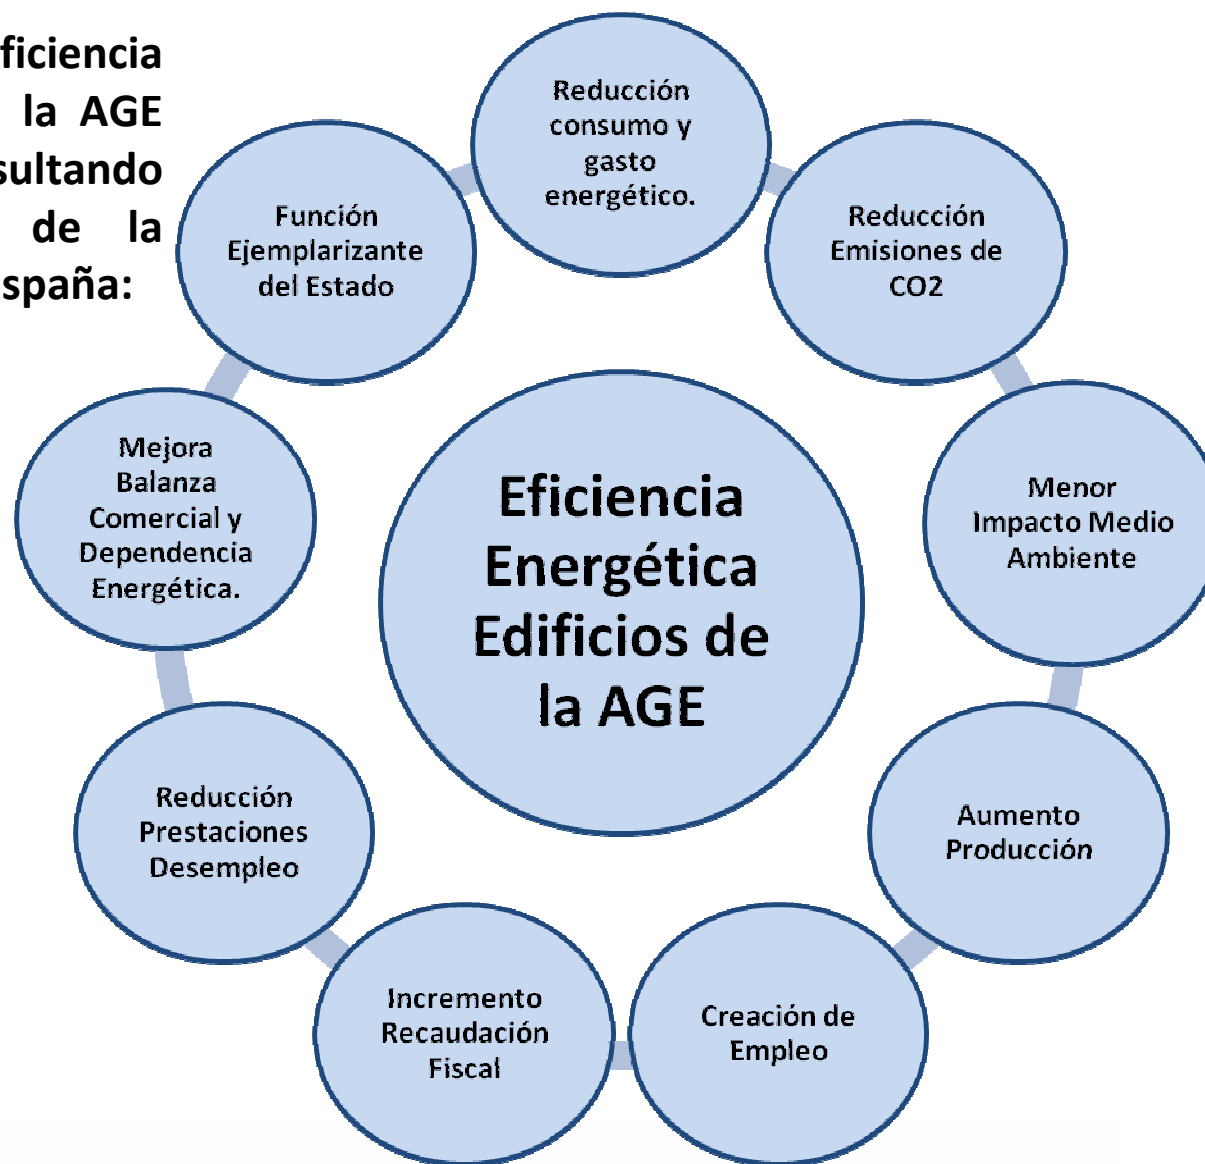 ficiencia
la AGE
sultando
de la
spaña:
Reducción
consumo y
gasto
energético.
Reducción
Emisiones de
CO2
Menor
Impacto Medio
Ambiente
Aumento
Producción
Creación de
Empleo
Incremento
Recaudación
Fiscal
Reducción
Prestaciones
Desempleo
Mejora
Balanza
Comercial y
Dependencia
Energética.
Función
Ejemplarizante
del Estado
Eficiencia
Energética
Edificios de
la AGE